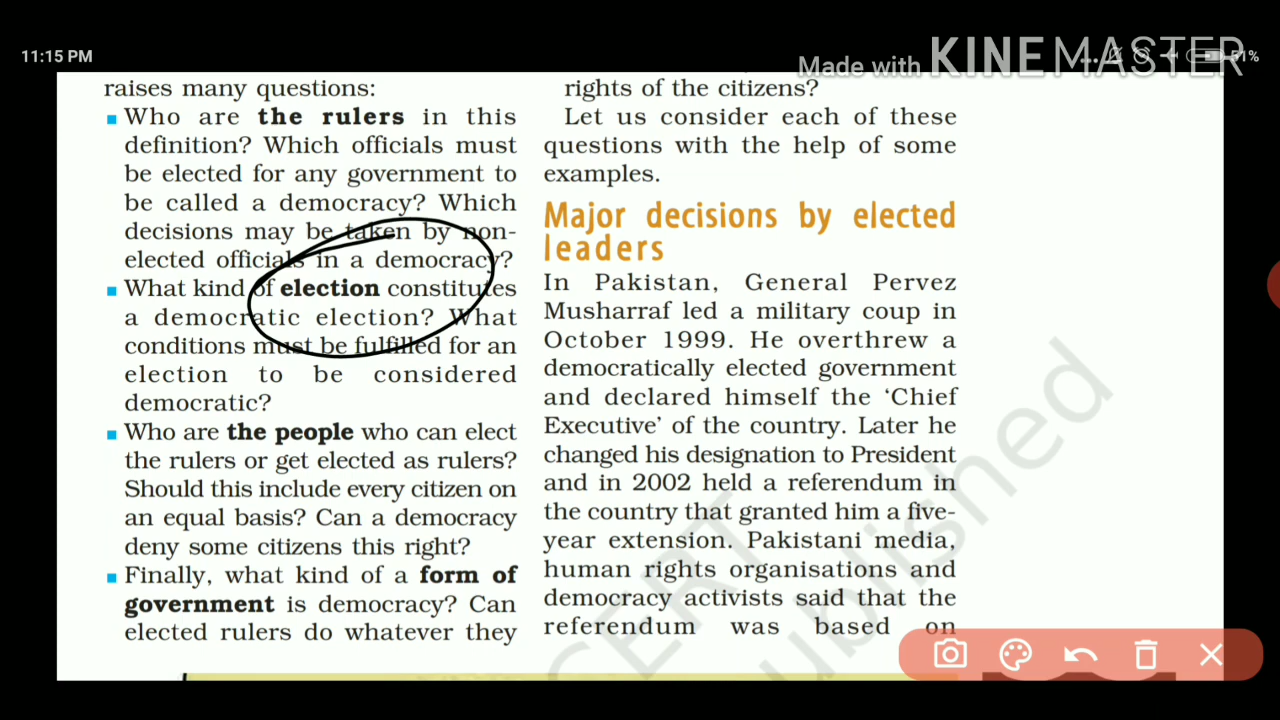 11:15 PM
Made with KINEMASTER
51%
raises many questions:
Who are the rulers in this
definition? Which officials must
be elected for any government to
be called a democracy? Which
decisions may be taken by non-
elected officials in a democracy?
What kind of election constitutes
a democratic election? What
conditions must be fulfilled for an
election to be considered
democratic?
Who are the people who can elect
the rulers or get elected as rulers?
Should this include every citizen on
an equal basis? Can a democracy
deny some citizens this right?
Finally, what kind of a form of
government is democracy? Can
elected rulers do whatever they
rights of the citizens?
Let us consider each of these
questions with the help of some
examples.
Major decisions by elected
leaders
In Pakistan, General Pervez
Musharraf led a military coup in
October 1999. He overthrew a
democratically elected government
and declared himself the ‘Chief
Executive’ of the country. Later he
changed his designation to President
and in 2002 held a referendum in
the country that granted him a five-
year extension. Pakistani media,
human rights organisations and
democracy activists said that the
referendum was based on